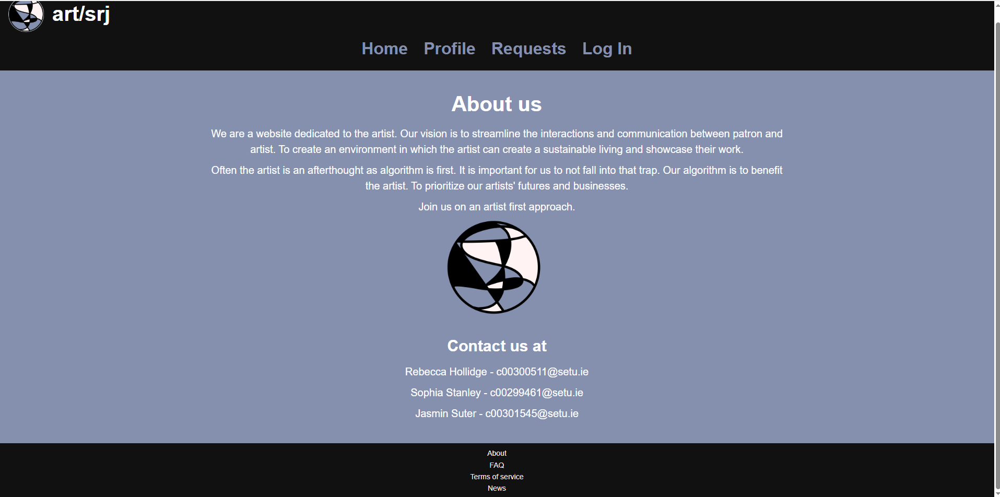 art/srj
Home Profile Requests Log In
About us
We are a website dedicated to the artist. Our vision is to streamline the interactions and communication between patron and
artist. To create an environment in which the artist can create a sustainable living and showcase their work.
Often the artist is an afterthought as algorithm is first. It is important for us to not fall into that trap. Our algorithm is to benefit
the artist. To prioritize our artists' futures and businesses.
Join us on an artist first approach.
Contact us at
Rebecca Hollidge - c00300511@setu.ie
Sophia Stanley - c00299461@setu.ie
Jasmin Suter - c00301545@setu.ie
About
FAQ
Terms of service
News